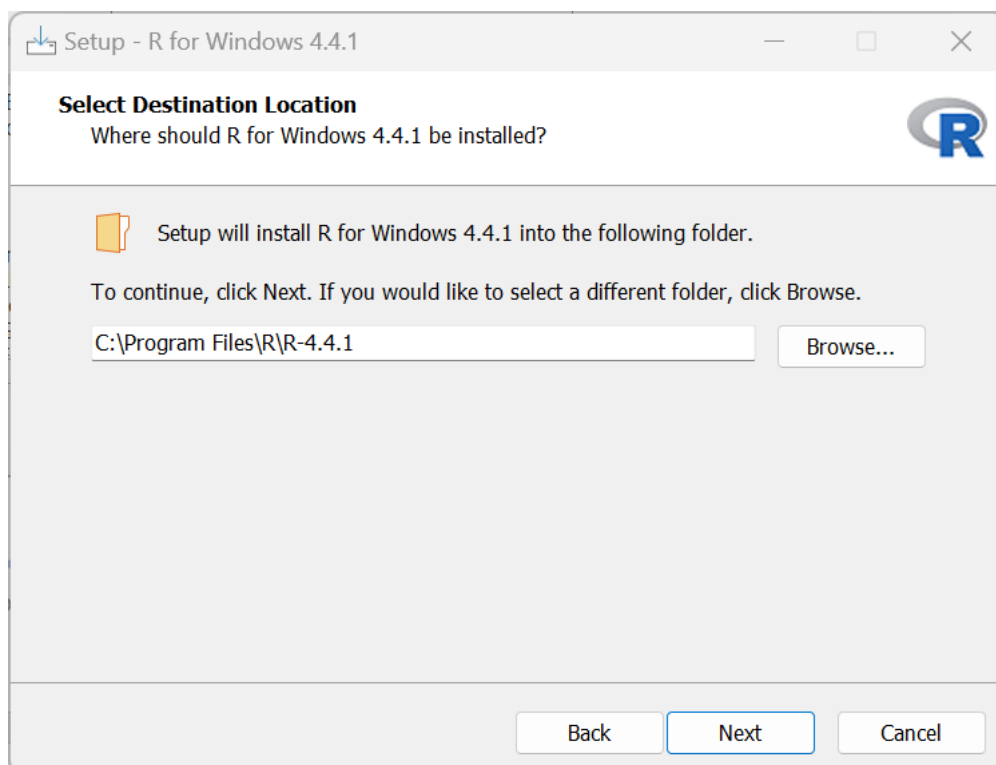 Setup - R for Windows 4.4.1
Select Destination Location
Where should R for Windows 4.4.1 be installed?
R
Setup will install R for Windows 4.4.1 into the following folder.
To continue, click Next. If you would like to select a different folder, click Browse.
C:\Program Files\R\R-4.4.1
Browse...
Back
Next
Cancel